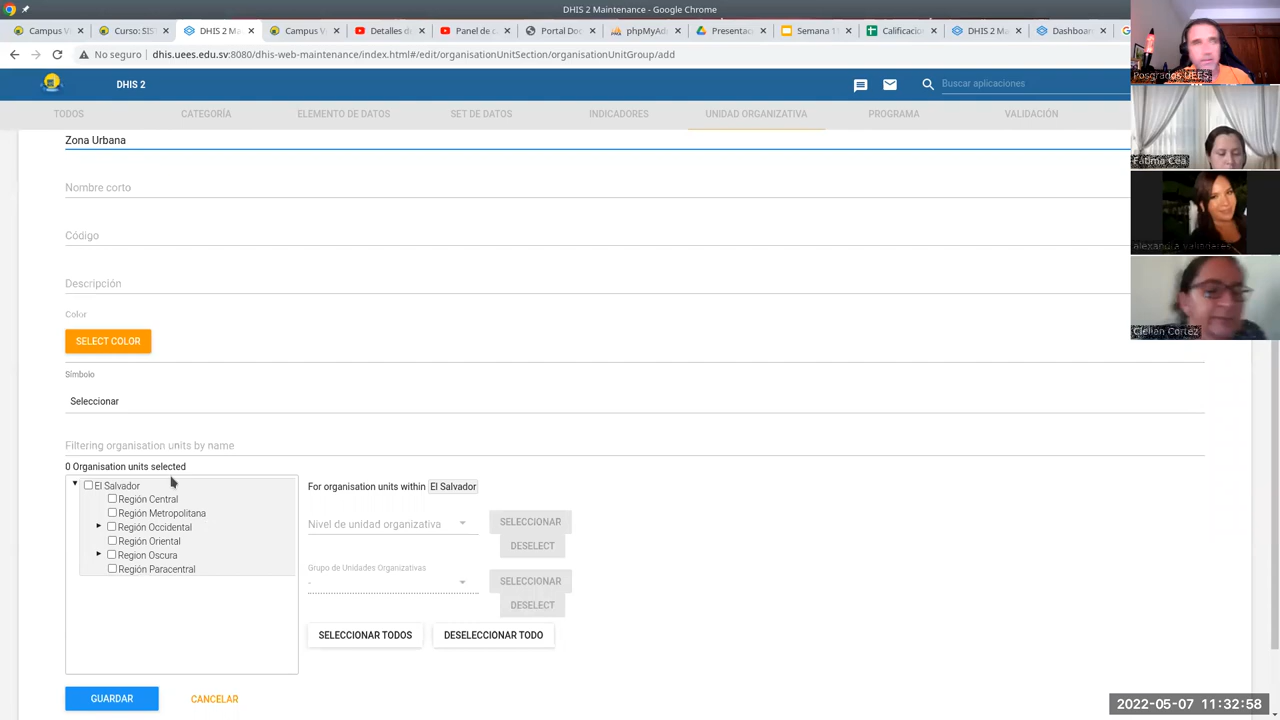 DHIS 2 Maintenance - Google Chrome
Campus V
Curso: SIS
DHIS 2 Ma
Campus V
Detalles d
Panel de
Portal Do
phpMyAd
Presentac
Semana 1
Calificacio
DHIS 2 M
Dashboar
No seguro
dhis.uees.edu.sv:8080/dhis-web-maintenance/index.html#/edit/organisationUnitSection/organisationUnitGroup/add
DHIS 2
Buscar aplicaciones
TODOS
CATEGORÍA
ELEMENTO DE DATOS
SET DE DATOS
INDICADORES
UNIDAD ORGANIZATIVA
PROGRAMA
VALIDACIÓN
Zona Urbana
Nombre corto
Código
Descripción
Color
SELECT COLOR
Símbolo
Seleccionar
Filtering organisation units by name
0 Organisation units selected
El Salvador
Región Central
Región Metropolitana
Región Occidental
Región Oriental
Region Oscura
Región Paracentral
For organisation units within El Salvador
Nivel de unidad organizativa
SELECCIONAR
DESELECT
Grupo de Unidades Organizativas
-
SELECCIONAR
DESELECT
SELECCIONAR TODOS
DESELECCIONAR TODO
GUARDAR
CANCELAR
Posgrados UEES
Fátima Cea
alexandra valladares
Clelian Cortez
2022-05-07 11:32:58